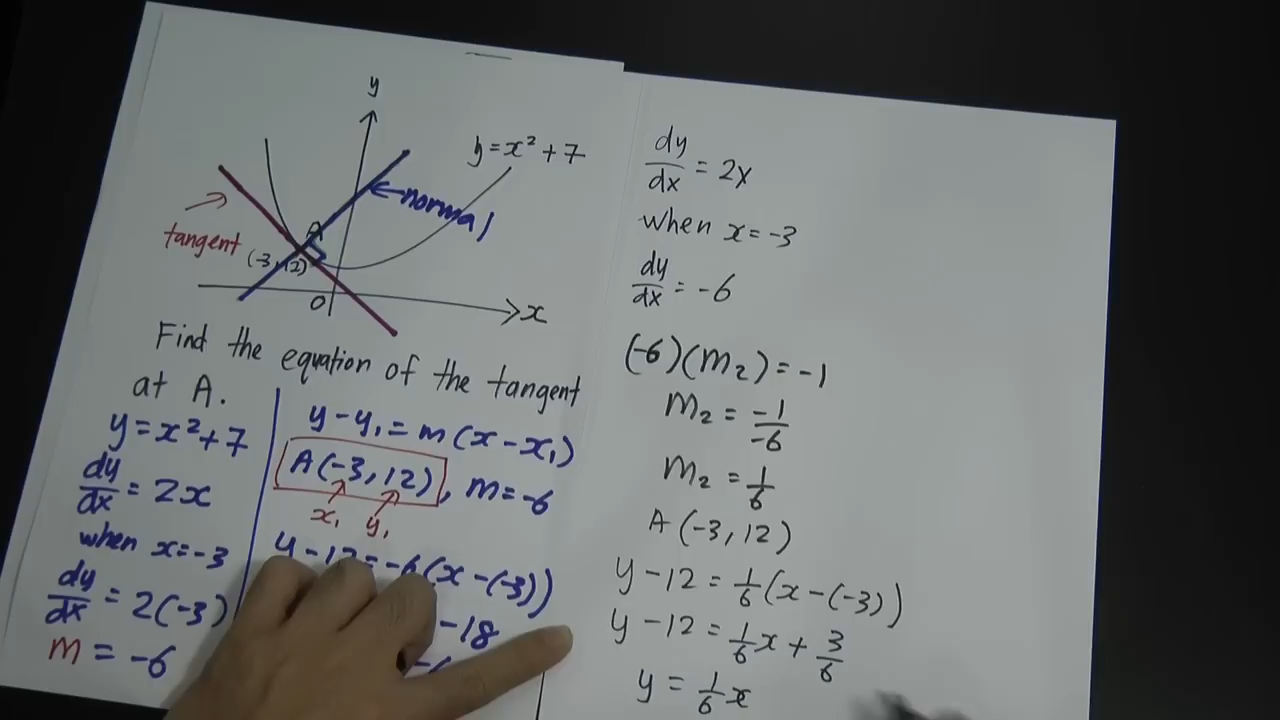 y
y = x² + 7
normal
tangent
A
(-3, 12)
O
x
Find the equation of the tangent
at A.
y = x² + 7
dy/dx = 2x
when x = -3
dy/dx = 2(-3)
m = -6
y - y₁ = m(x - x₁)
A(-3, 12), m = -6
x₁ y₁
y - 12 = -6(x - (-3))
- 18
dy/dx = 2x
when x = -3
dy/dx = -6
(-6)(m₂) = -1
m₂ = -1/-6
m₂ = 1/6
A(-3, 12)
y - 12 = 1/6(x - (-3))
y - 12 = 1/6x + 3/6
y = 1/6x